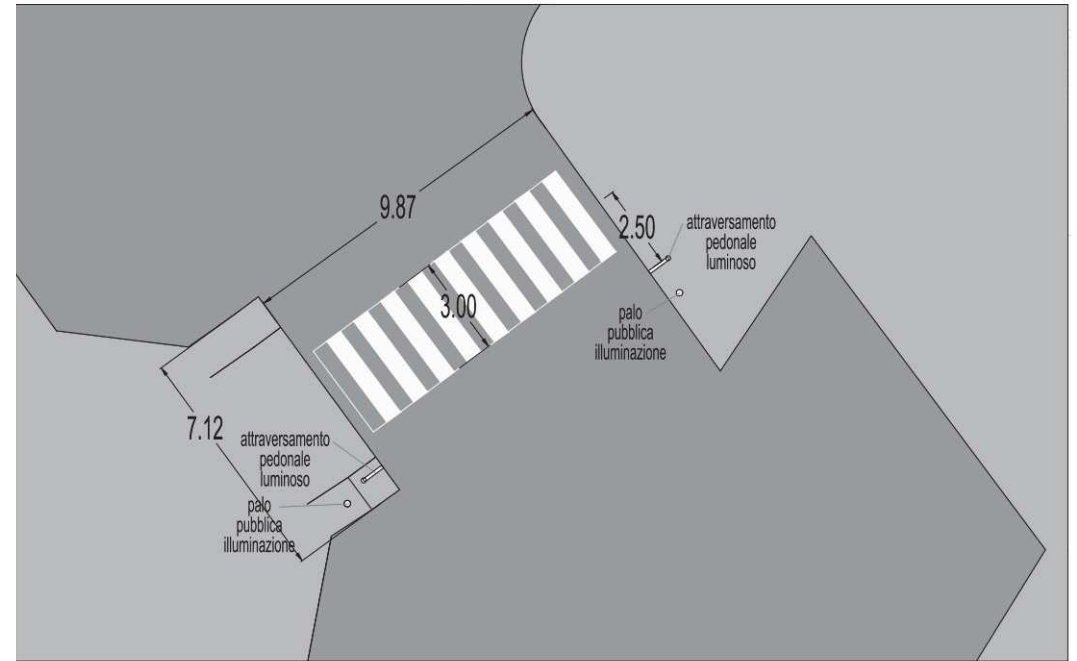 9.87
2.50
attraversamento
pedonale
luminoso
3.00
palo
pubblica
illuminazione
7.12
attraversamento
pedonale
luminoso
palo
pubblica
illuminazione